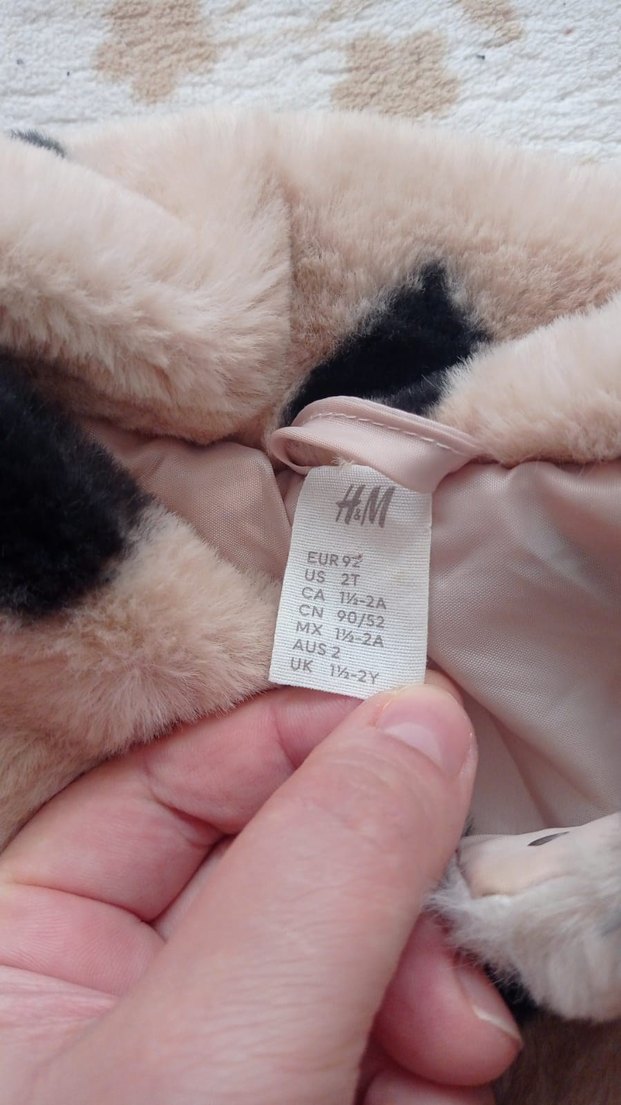 H&M
EUR 92
US 2T
CA 1½-2A
CN 90/52
MX 1½-2A
AUS 2
UK 1½-2Y